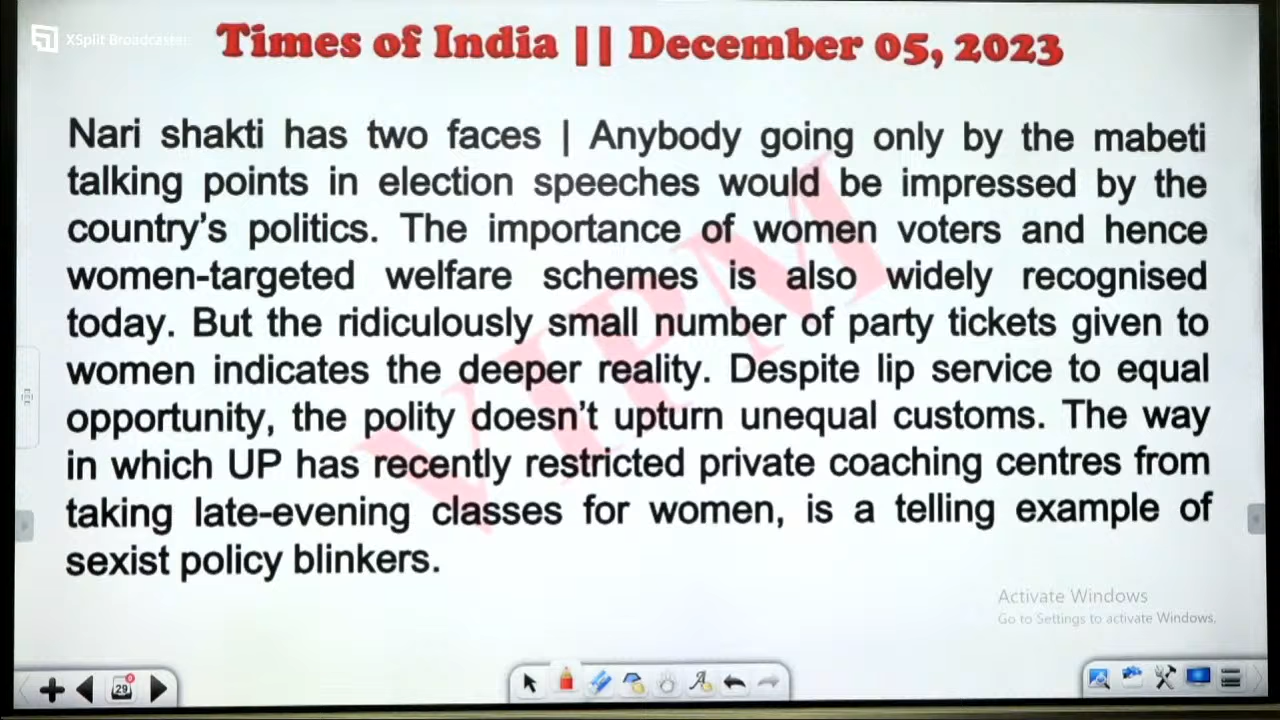 XSplit Broadcaster
Times of India || December 05, 2023
Nari shakti has two faces | Anybody going only by the mabeti
talking points in election speeches would be impressed by the
country's politics. The importance of women voters and hence
women-targeted welfare schemes is also widely recognised
today. But the ridiculously small number of party tickets given to
women indicates the deeper reality. Despite lip service to equal
opportunity, the polity doesn't upturn unequal customs. The way
in which UP has recently restricted private coaching centres from
taking late-evening classes for women, is a telling example of
sexist policy blinkers.
VIPM
Activate Windows
Go to Settings to activate Windows.
29